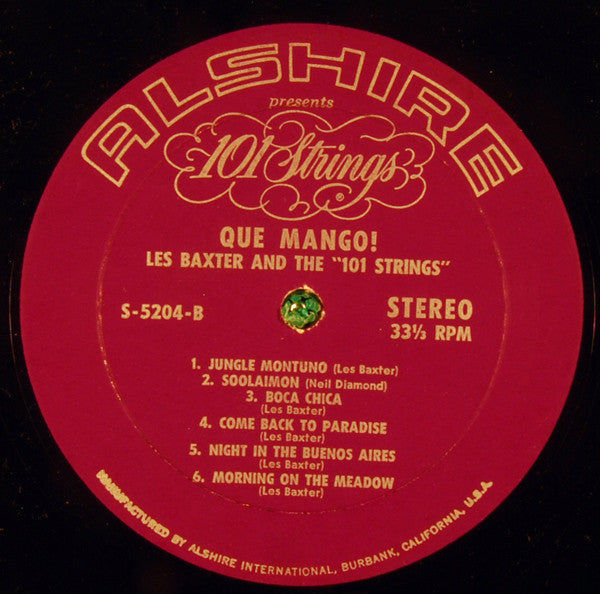 ALSHIRE
presents
101 Strings
®
QUE MANGO!
LES BAXTER AND THE "101 STRINGS"
S-5204-B
STEREO
33⅓ RPM
1. JUNGLE MONTUNO (Les Baxter)
2. SOOLAIMON (Neil Diamond)
3. BOCA CHICA
(Les Baxter)
4. COME BACK TO PARADISE
(Les Baxter)
5. NIGHT IN THE BUENOS AIRES
(Les Baxter)
6. MORNING ON THE MEADOW
(Les Baxter)
MANUFACTURED BY ALSHIRE INTERNATIONAL, BURBANK, CALIFORNIA, U.S.A.